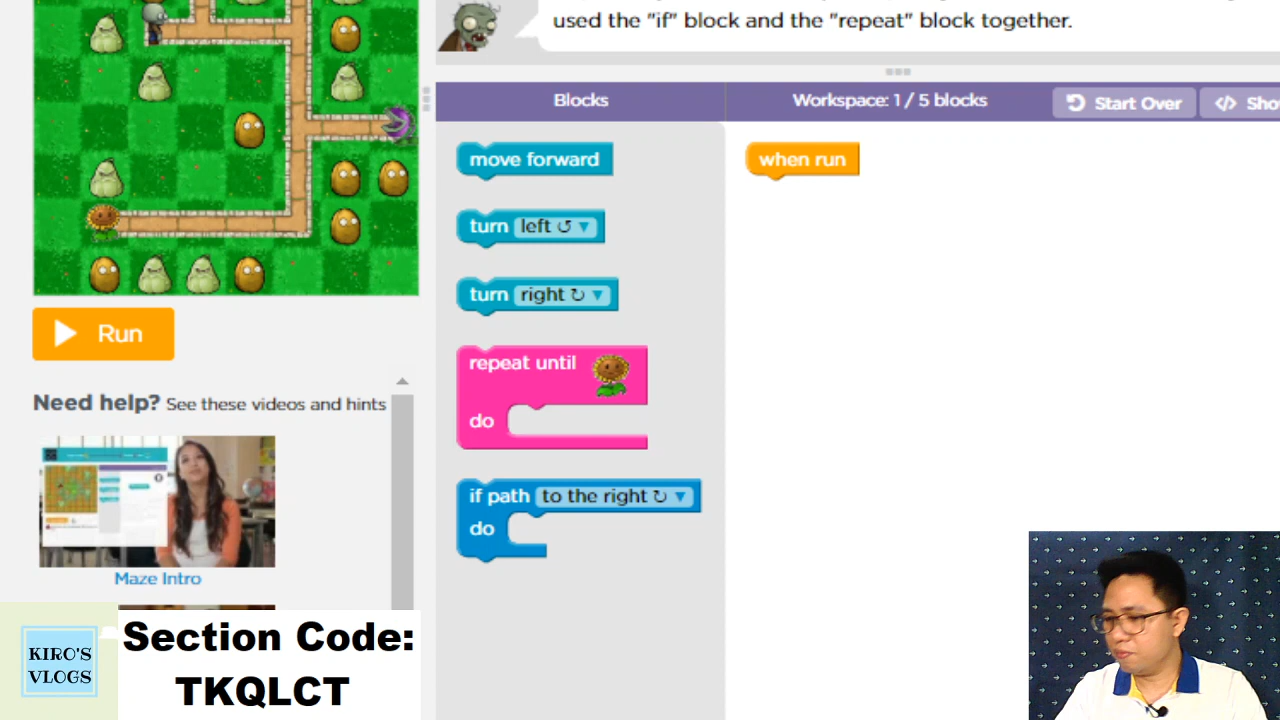 used the "if" block and the "repeat" block together.
Blocks
Workspace: 1 / 5 blocks
Start Over
</> Sho
move forward
when run
turn left ↺ ▼
turn right ↻ ▼
repeat until
do
if path to the right ↻ ▼
do
Run
Need help? See these videos and hints
Maze Intro
KIRO'S
VLOGS
Section Code:
TKQLCT